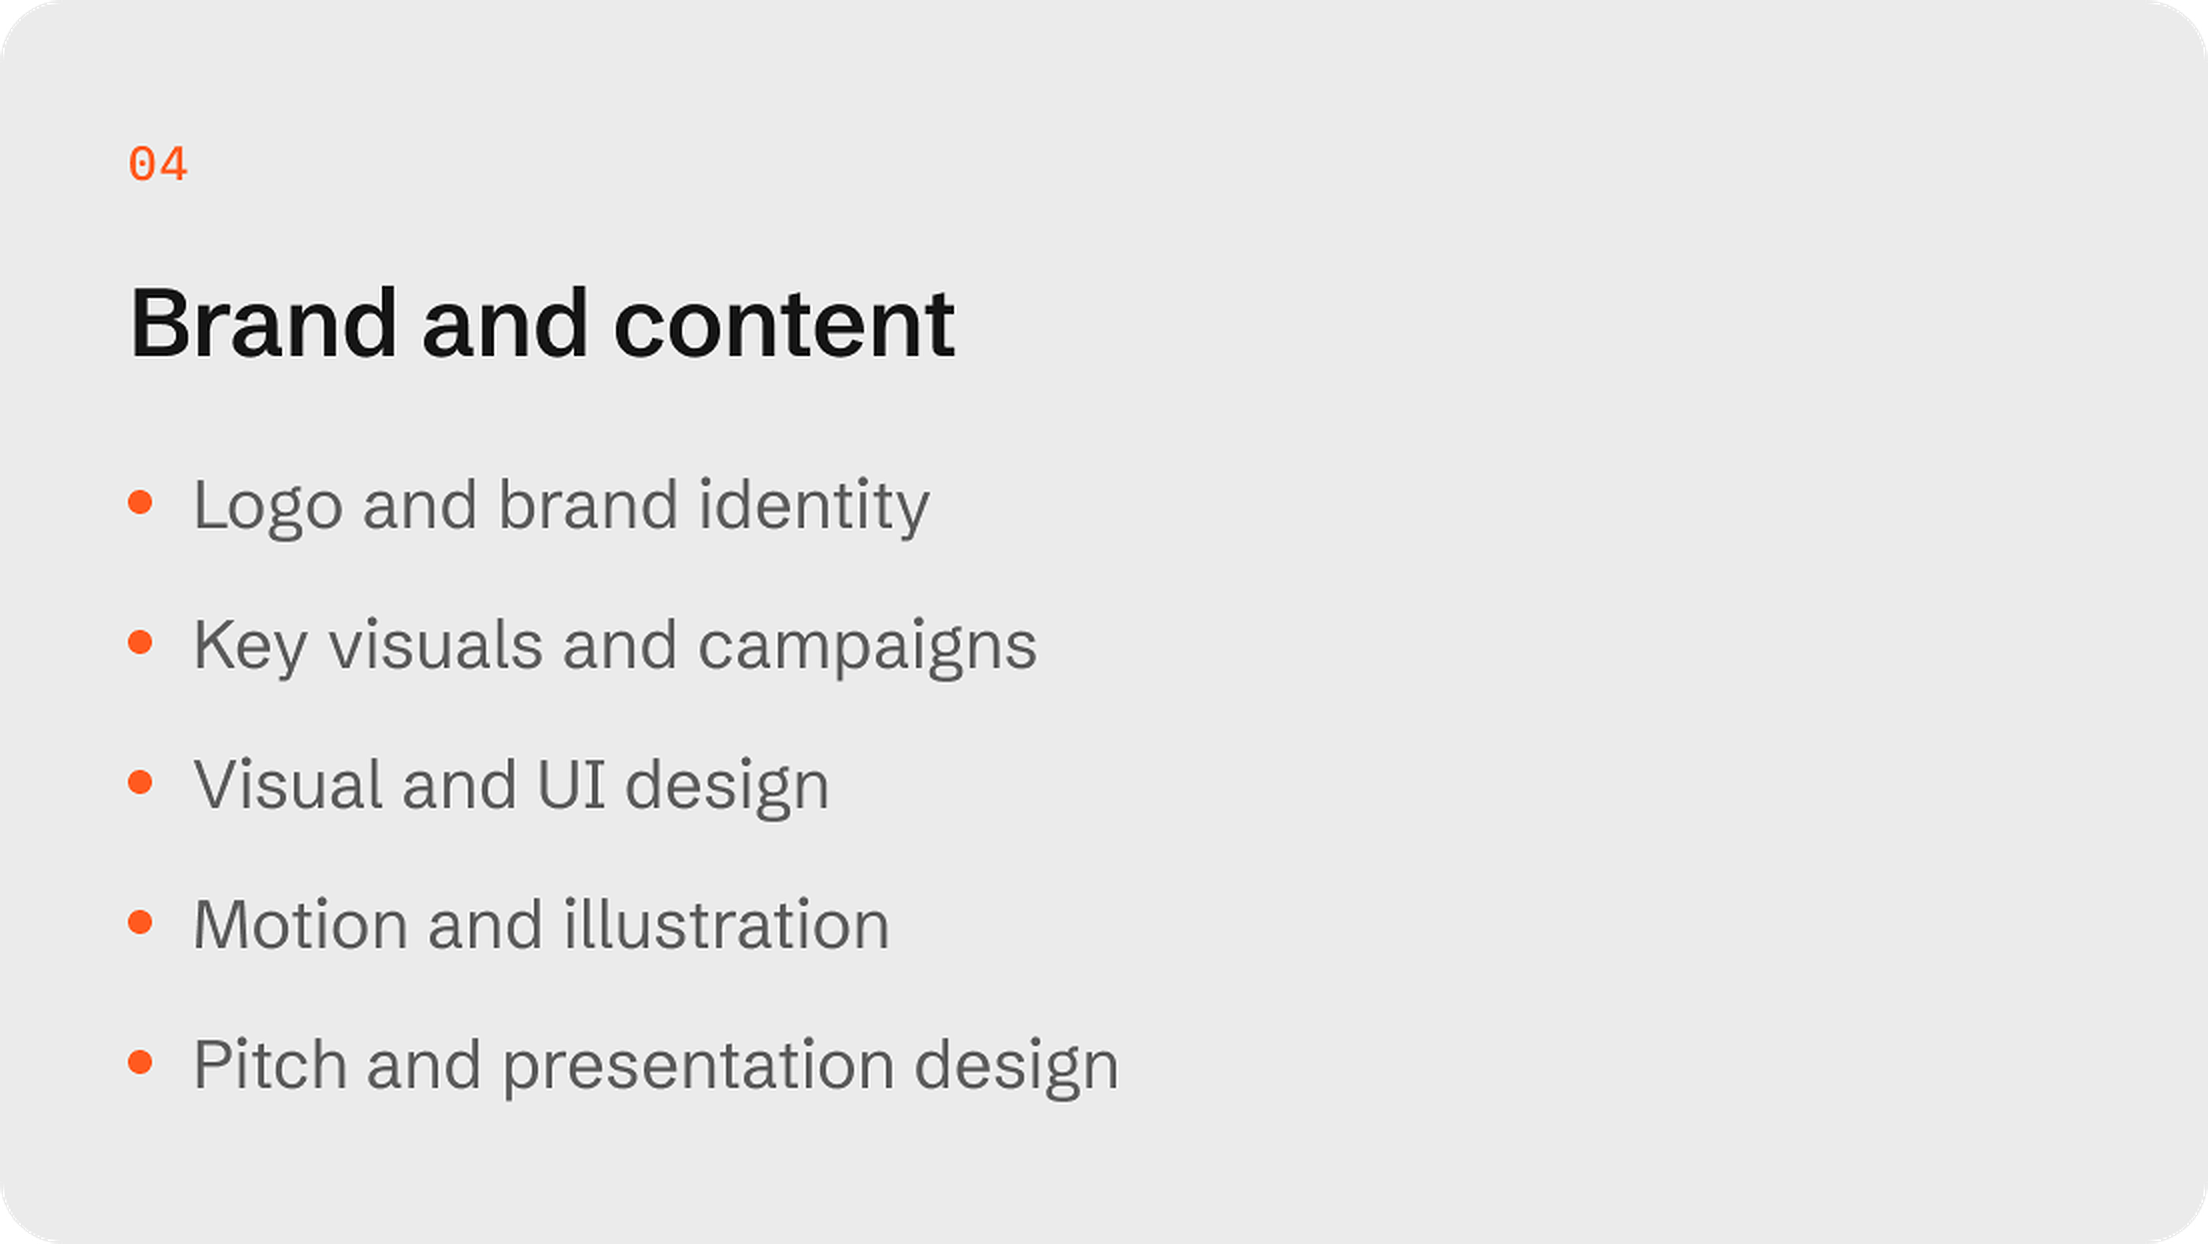 04
Brand and content
Logo and brand identity
Key visuals and campaigns
Visual and UI design
Motion and illustration
Pitch and presentation design